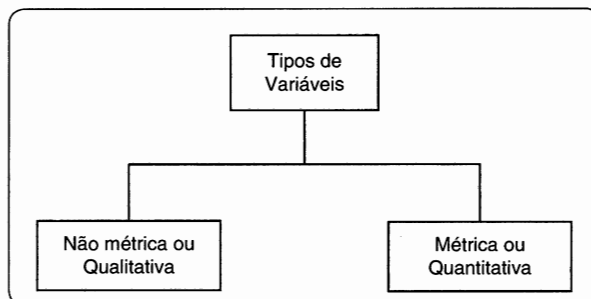 Tipos de
Variáveis
Não métrica ou
Qualitativa
Métrica ou
Quantitativa